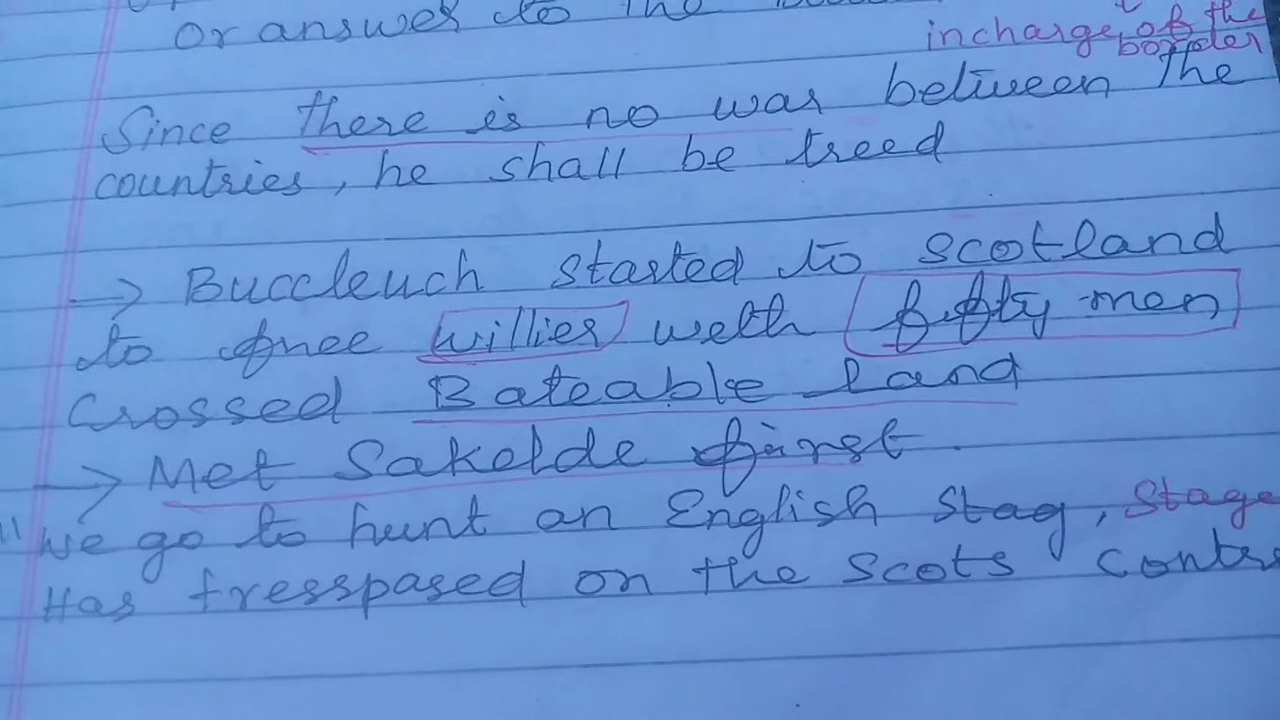 or answer to the
incharge of the
border
Since there is no war between the
countries, he shall be freed
→ Buccleuch started to Scotland
to free Willies with fifty men
Crossed Bateable land
→ Met Sakelde first
"We go to hunt an English Stag, Stage
Has tresspased on the Scots